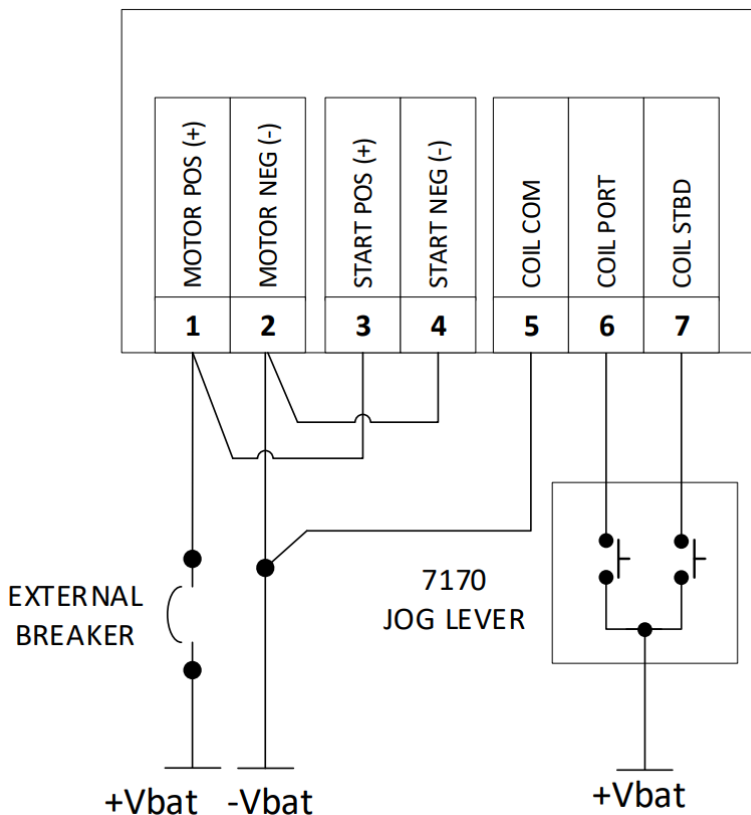 MOTOR POS (+)
MOTOR NEG (-)
START POS (+)
START NEG (-)
COIL COM
COIL PORT
COIL STBD
1
2
3
4
5
6
7
EXTERNAL
BREAKER
7170
JOG LEVER
+Vbat
-Vbat
+Vbat